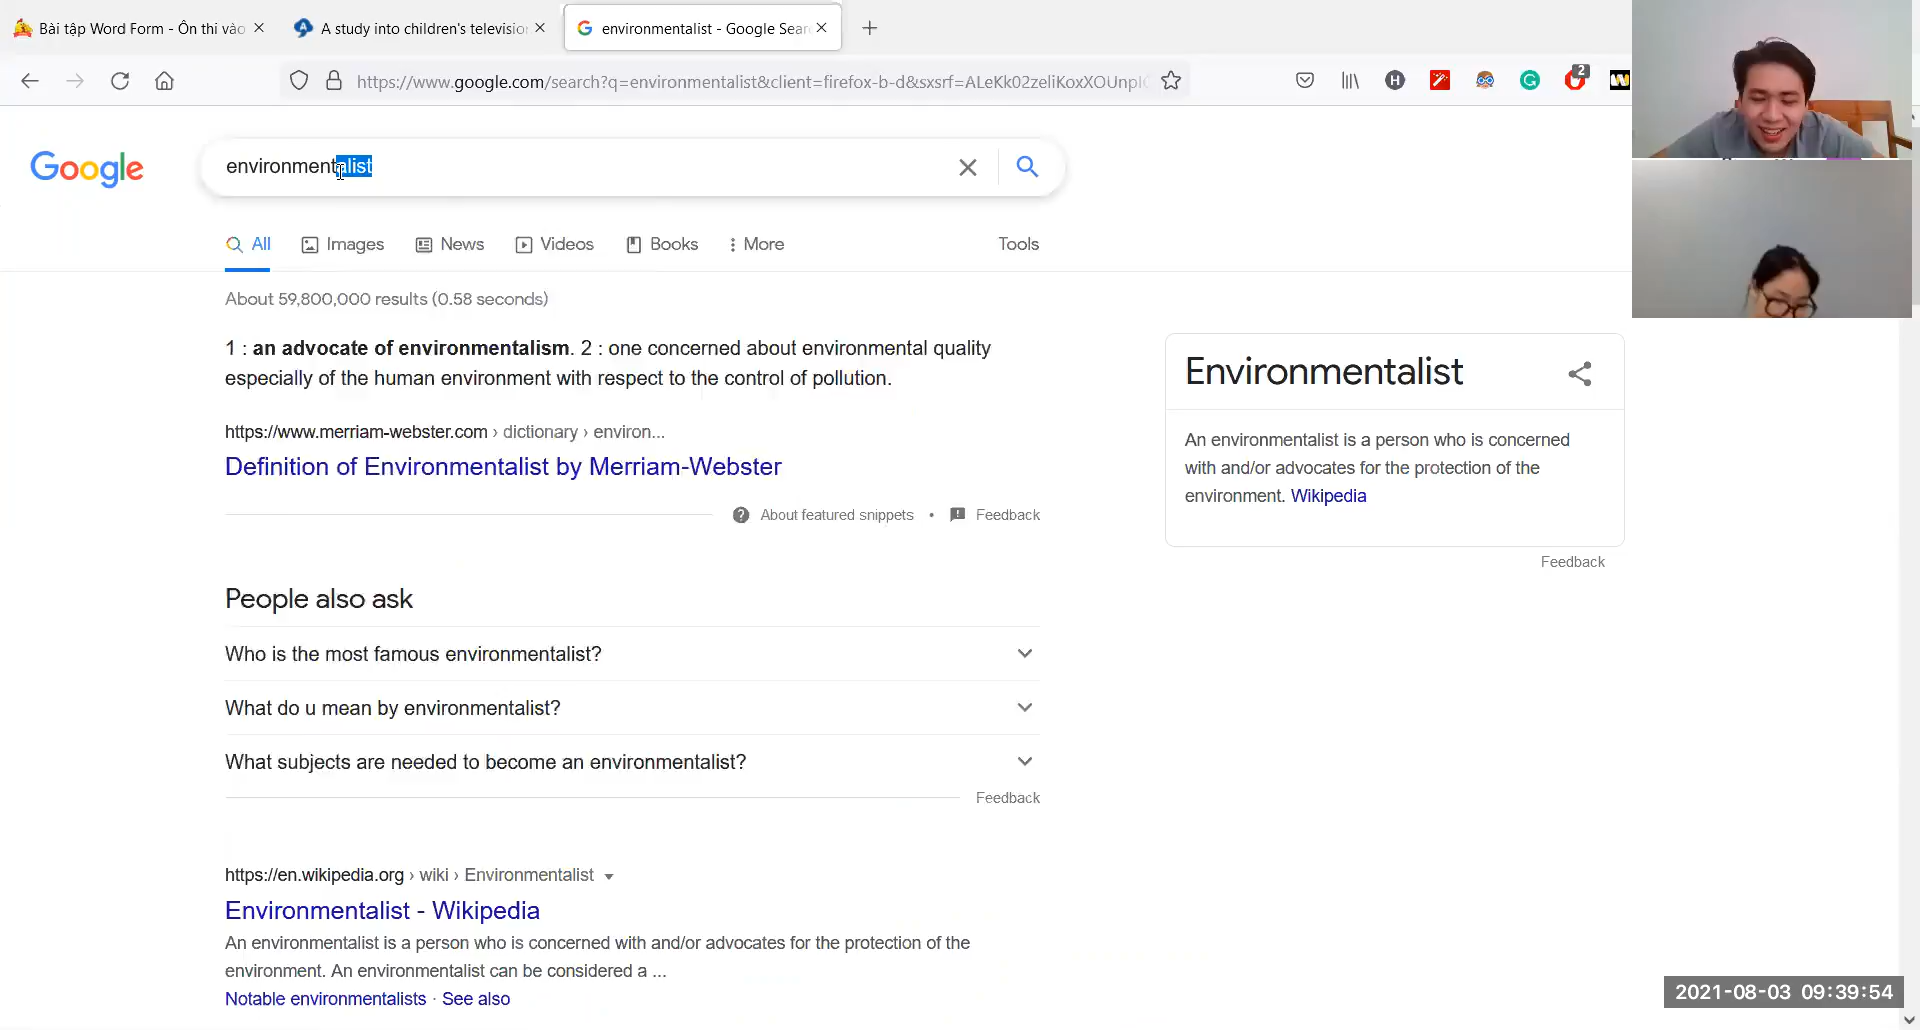 Bài tập Word Form - Ôn thi vào
A study into children's televisio
environmentalist - Google Sear
https://www.google.com/search?q=environmentalist&client=firefox-b-d&sxsrf=ALeKk02zeliKoxXOUnpI
2
Google
environmentalist
All
Images
News
Videos
Books
More
Tools
About 59,800,000 results (0.58 seconds)
1 : an advocate of environmentalism. 2 : one concerned about environmental quality
especially of the human environment with respect to the control of pollution.
https://www.merriam-webster.com › dictionary › environ...
Definition of Environmentalist by Merriam-Webster
About featured snippets • Feedback
People also ask
Who is the most famous environmentalist?
What do u mean by environmentalist?
What subjects are needed to become an environmentalist?
Feedback
https://en.wikipedia.org › wiki › Environmentalist
Environmentalist - Wikipedia
An environmentalist is a person who is concerned with and/or advocates for the protection of the
environment. An environmentalist can be considered a ...
Notable environmentalists · See also
Environmentalist
An environmentalist is a person who is concerned
with and/or advocates for the protection of the
environment. Wikipedia
Feedback
2021-08-03 09:39:54